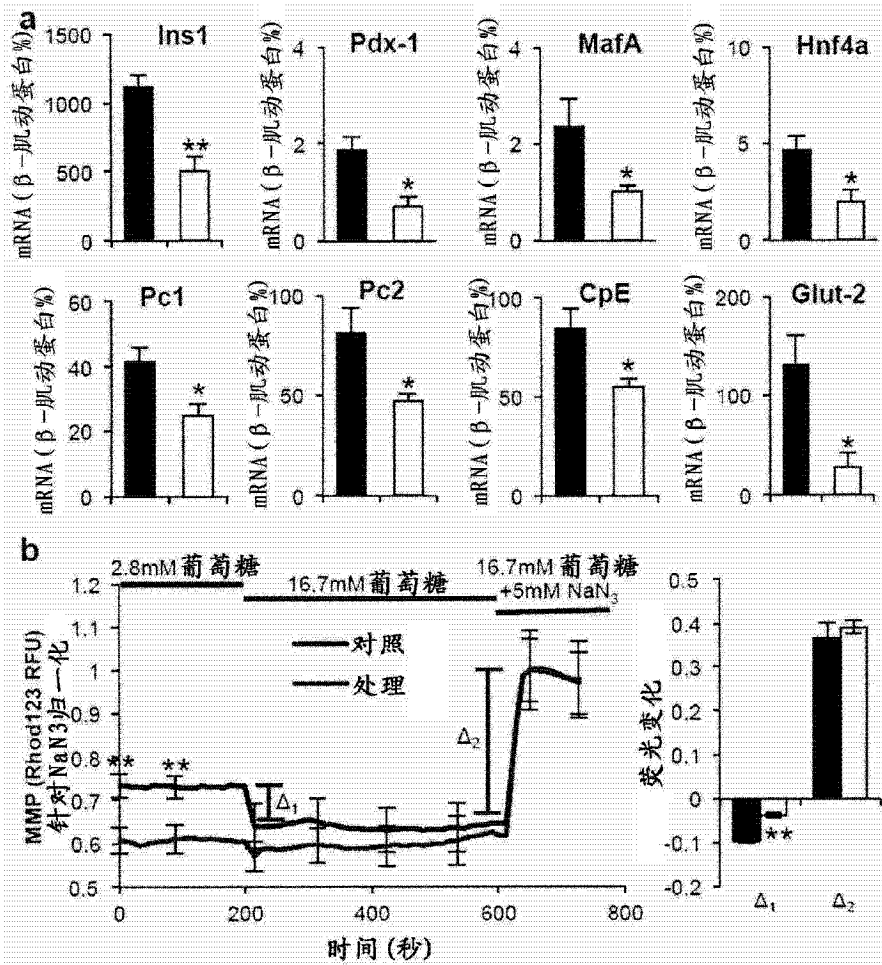 a
Ins1
mRNA(β-肌动蛋白%)
1500
1000
500
0
**
Pdx-1
mRNA(β-肌动蛋白%)
4
2
0
*
MafA
mRNA(β-肌动蛋白%)
4
2
0
*
Hnf4a
mRNA(β-肌动蛋白%)
10
5
0
*
Pc1
mRNA(β-肌动蛋白%)
60
40
20
0
*
Pc2
mRNA(β-肌动蛋白%)
100
50
0
*
CpE
mRNA(β-肌动蛋白%)
100
50
0
*
Glut-2
mRNA(β-肌动蛋白%)
200
100
0
*
b
2.8mM 葡萄糖
16.7mM 葡萄糖
16.7mM 葡萄糖
+5mM NaN3
MMP (Rhod123 RFU)
针对NaN3归一化
1.2
1.1
1
0.9
0.8
0.7
0.6
0.5
对照
处理
**
**
Δ1
Δ2
0
200
400
600
800
时间(秒)
荧光变化
0.5
0.4
0.3
0.2
0.1
0
-0.1
-0.2
**
Δ1
Δ2